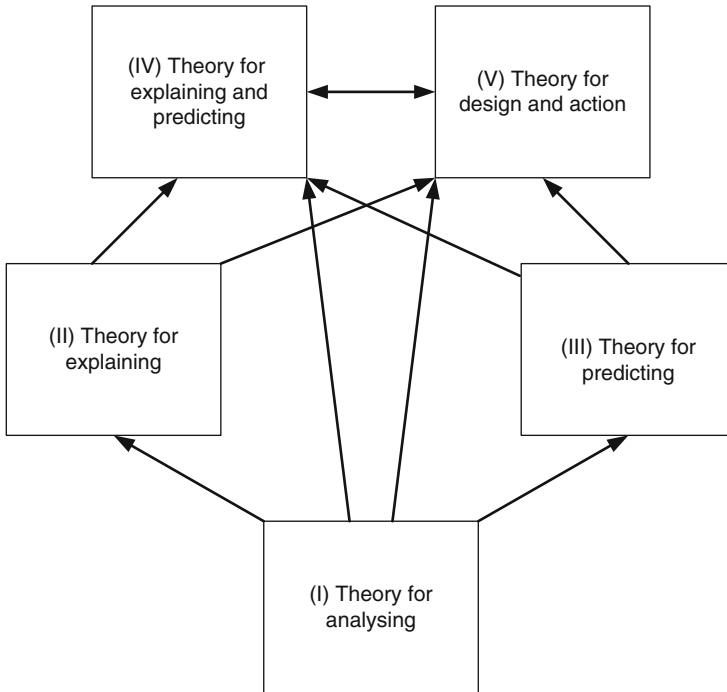 (IV) Theory for
explaining and
predicting
(V) Theory for
design and action
(II) Theory for
explaining
(III) Theory for
predicting
(I) Theory for
analysing